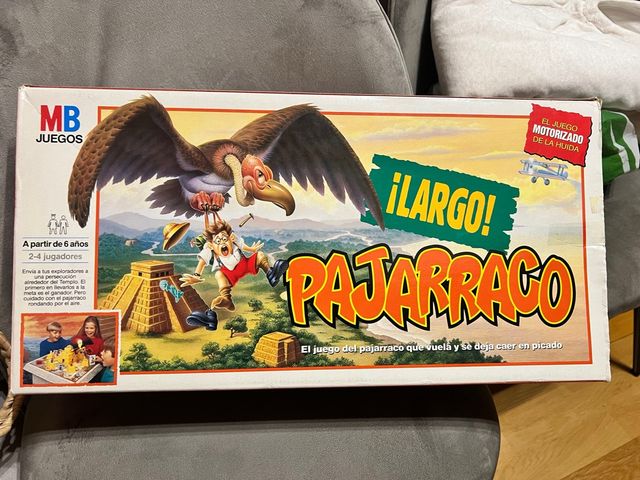 MB
JUEGOS
A partir de 6 años
2-4 jugadores
Envía a tus exploradores a
una persecución
alrededor del Templo. El
primero en llevarlos a la
meta es el ganador. Pero
cuidado con el pajarraco
rondando por el aire.
EL JUEGO
MOTORIZADO
DE LA HUIDA
¡LARGO!
PAJARRACO
El juego del pajarraco que vuela y se deja caer en picado